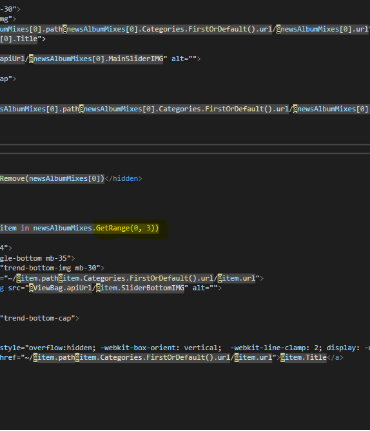 -30">
mg">
umMixes[0].path@newsAlbumMixes[0].Categories.FirstOrDefault().url/@newsAlbumMixes[0].url"
[0].Title">
apiUrl/@newsAlbumMixes[0].MainSliderIMG" alt="">
ap">
sAlbumMixes[0].path@newsAlbumMixes[0].Categories.FirstOrDefault().url/@newsAlbumMixes[0]
Remove(newsAlbumMixes[0])</hidden>
item in newsAlbumMixes.GetRange(0, 3))
4">
gle-bottom mb-35">
"trend-bottom-img mb-30">
="~/@item.path@item.Categories.FirstOrDefault().url/@item.url">
g src="@ViewBag.apiUrl/@item.SliderBottomIMG" alt="">
"trend-bottom-cap">
style="overflow:hidden; -webkit-box-orient: vertical; -webkit-line-clamp: 2; display: -
href="~/@item.path@item.Categories.FirstOrDefault().url/@item.url">@item.Title</a>